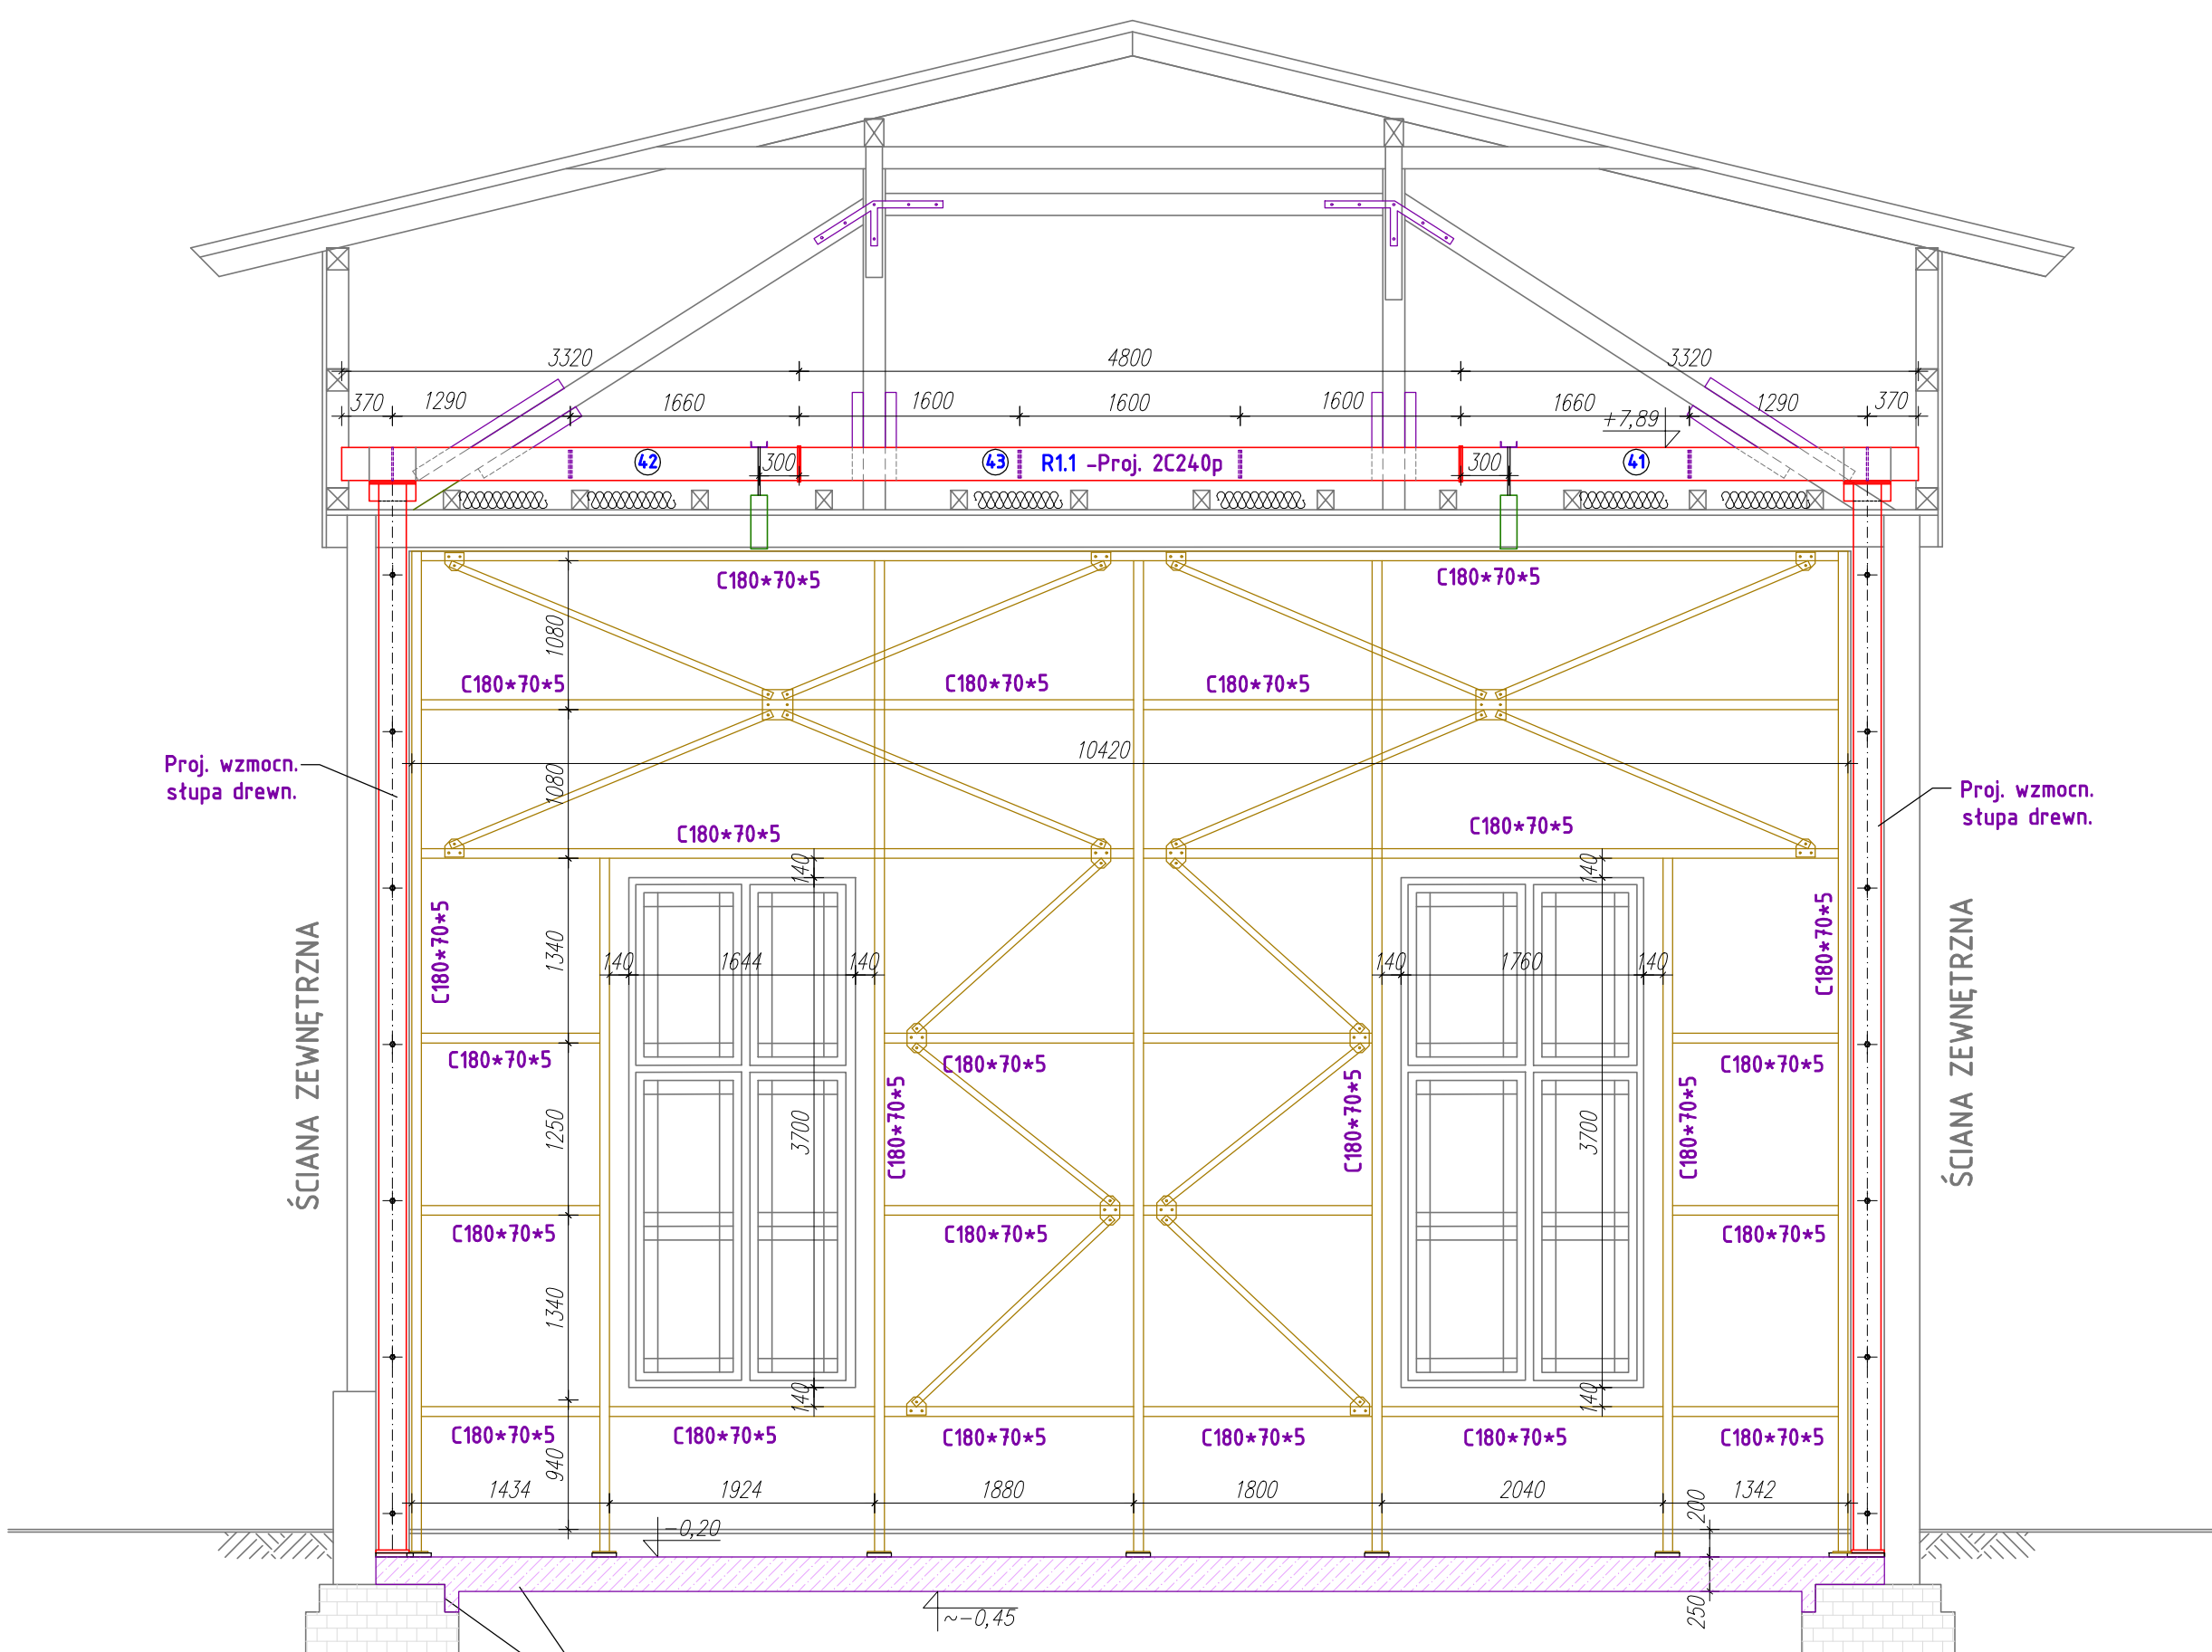 3320
4800
3320
370
1290
1660
1600
1600
1600
1660
1290
370
+7,89
42
300
43
R1.1 -Proj. 2C240p
300
41
C180*70*5
C180*70*5
1080
C180*70*5
C180*70*5
C180*70*5
10420
Proj. wzmocn.
słupa drewn.
1080
Proj. wzmocn.
słupa drewn.
C180*70*5
C180*70*5
140
140
ŚCIANA ZEWNĘTRZNA
C180*70*5
1340
140
1644
140
140
1760
140
C180*70*5
ŚCIANA ZEWNĘTRZNA
C180*70*5
C180*70*5
C180*70*5
1250
3700
C180*70*5
C180*70*5
3700
C180*70*5
C180*70*5
C180*70*5
C180*70*5
1340
140
140
C180*70*5
C180*70*5
C180*70*5
C180*70*5
C180*70*5
C180*70*5
940
1434
1924
1880
1800
2040
1342
200
-0,20
~-0,45
250